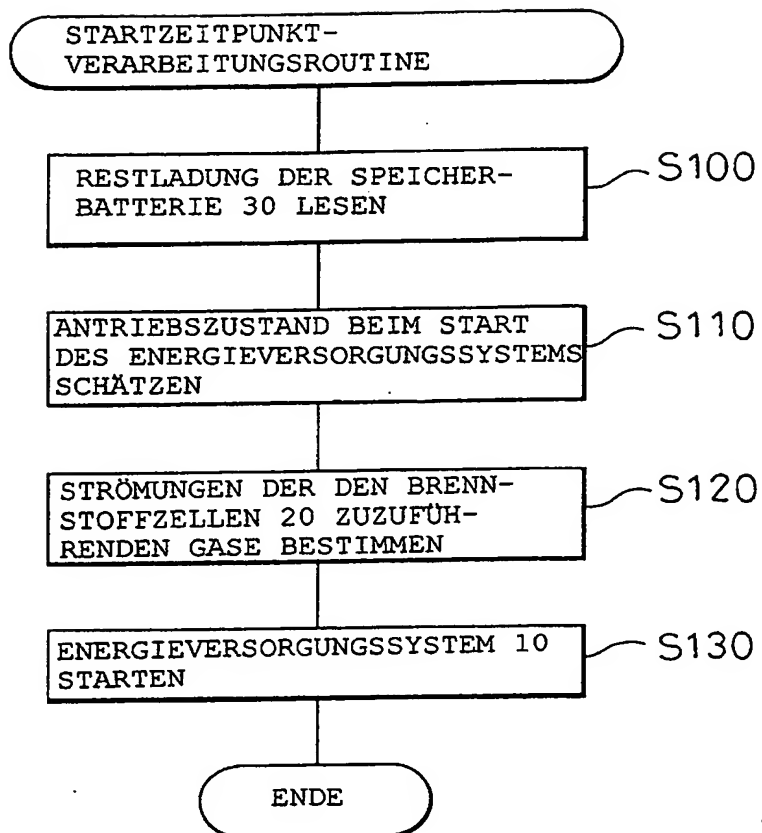 STARTZEITPUNKT-
VERARBEITUNGSROUTINE
RESTLADUNG DER SPEICHER-
BATTERIE 30 LESEN
S100
ANTRIEBSZUSTAND BEIM START
DES ENERGIEVERSORGUNGSSYSTEMS
SCHÄTZEN
S110
STRÖMUNGEN DER DEN BRENN-
STOFFZELLEN 20 ZUZUFÜH-
RENDEN GASE BESTIMMEN
S120
ENERGIEVERSORGUNGSSYSTEM 10
STARTEN
S130
ENDE